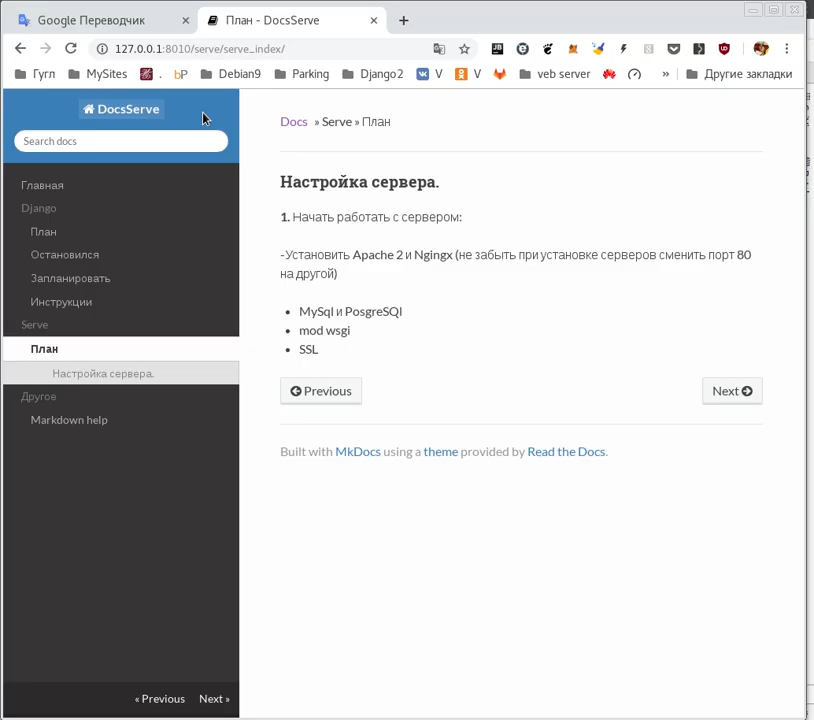 Google Переводчик
План - DocsServe
127.0.0.1:8010/serve/serve_index/
Гугл
MySites
.
bP
Debian9
Parking
Django2
V
V
veb server
»
Другие закладки
DocsServe
Search docs
Главная
Django
План
Остановился
Запланировать
Инструкции
Serve
План
Настройка сервера.
Другое
Markdown help
« Previous Next »
Docs » Serve » План
Настройка сервера.
1. Начать работать с сервером:
-Установить Apache 2 и Ngingx (не забыть при установке серверов сменить порт 80
на другой)
MySql и PosgreSQl
mod wsgi
SSL
Previous
Next
Built with MkDocs using a theme provided by Read the Docs.